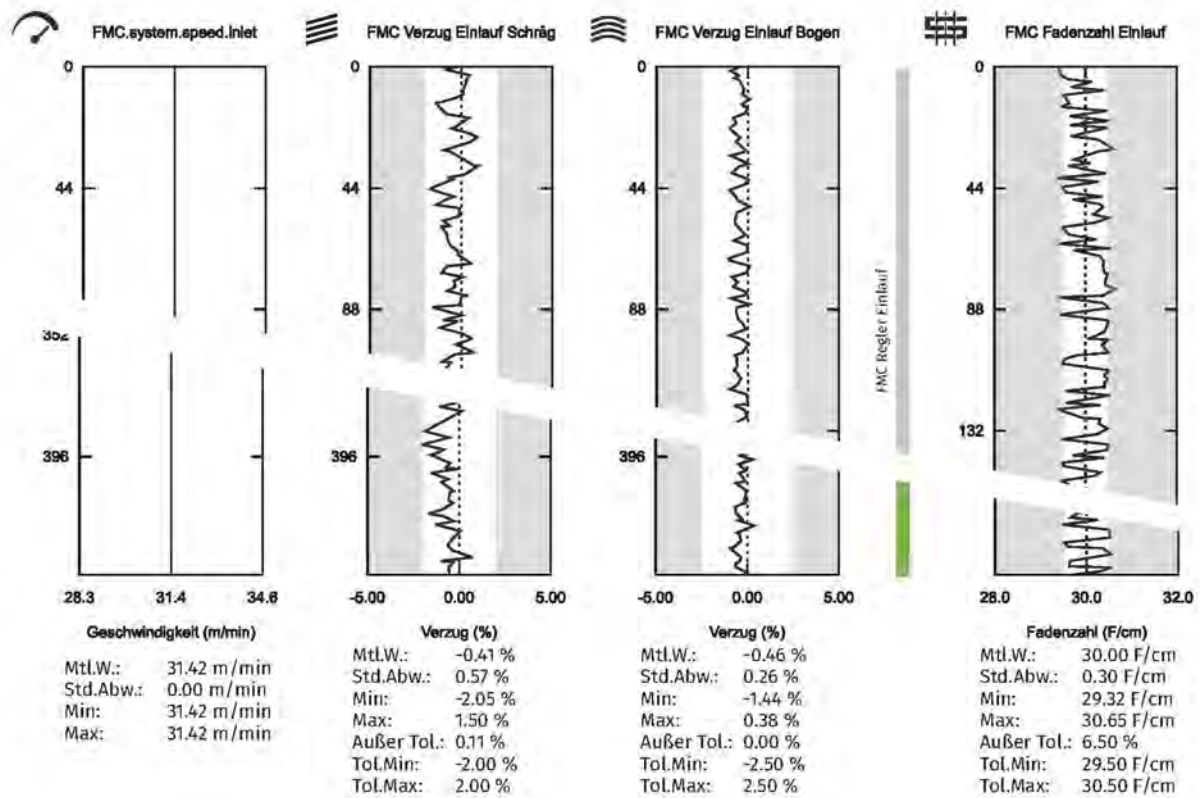 FMC.system.speed.inlet
FMC Verzug Einlauf Schräg
FMC Verzug Einlauf Bogen
FMC Fadenzahl Einlauf
0
44
88
352
396
28.3
31.4
34.6
Geschwindigkeit (m/min)
Mtl.W.: 31.42 m/min
Std.Abw.: 0.00 m/min
Min: 31.42 m/min
Max: 31.42 m/min
0
44
88
396
-5.00
0.00
5.00
Verzug (%)
Mtl.W.: -0.41 %
Std.Abw.: 0.57 %
Min: -2.05 %
Max: 1.50 %
Außer Tol.: 0.11 %
Tol.Min: -2.00 %
Tol.Max: 2.00 %
0
44
88
396
-5.00
0.00
5.00
Verzug (%)
Mtl.W.: -0.46 %
Std.Abw.: 0.26 %
Min: -1.44 %
Max: 0.38 %
Außer Tol.: 0.00 %
Tol.Min: -2.50 %
Tol.Max: 2.50 %
FMC Regler Einlauf
0
44
88
132
28.0
30.0
32.0
Fadenzahl (F/cm)
Mtl.W.: 30.00 F/cm
Std.Abw.: 0.30 F/cm
Min: 29.32 F/cm
Max: 30.65 F/cm
Außer Tol.: 6.50 %
Tol.Min: 29.50 F/cm
Tol.Max: 30.50 F/cm